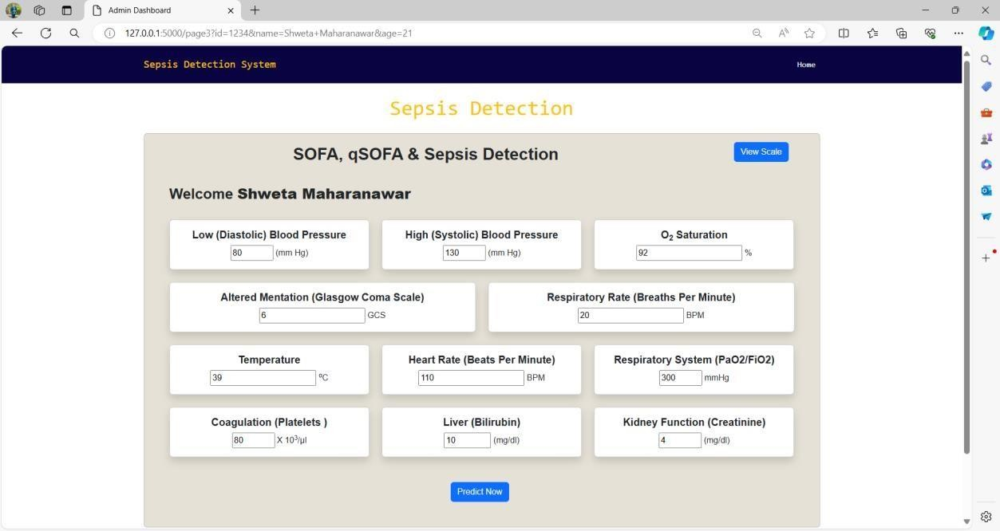 Admin Dashboard
127.0.0.1:5000/page3?id=1234&name=Shweta+Maharanawar&age=21
Sepsis Detection System
Home
Sepsis Detection
SOFA, qSOFA & Sepsis Detection
View Scale
Welcome Shweta Maharanawar
Low (Diastolic) Blood Pressure
80 (mm Hg)
High (Systolic) Blood Pressure
130 (mm Hg)
O₂ Saturation
92 %
Altered Mentation (Glasgow Coma Scale)
6 GCS
Respiratory Rate (Breaths Per Minute)
20 BPM
Temperature
39 ºC
Heart Rate (Beats Per Minute)
110 BPM
Respiratory System (PaO2/FiO2)
300 mmHg
Coagulation (Platelets )
80 X 10³/µl
Liver (Bilirubin)
10 (mg/dl)
Kidney Function (Creatinine)
4 (mg/dl)
Predict Now